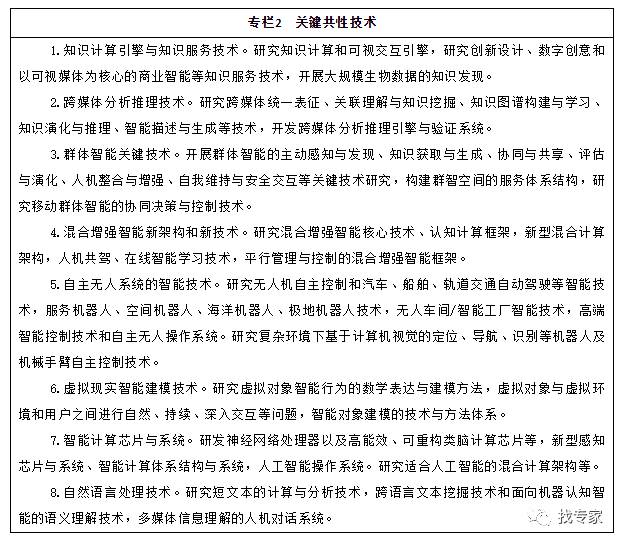 专栏2 关键共性技术
1.知识计算引擎与知识服务技术。研究知识计算和可视交互引擎，研究创新设计、数字创意和
以可视媒体为核心的商业智能等知识服务技术，开展大规模生物数据的知识发现。
2.跨媒体分析推理技术。研究跨媒体统一表征、关联理解与知识挖掘、知识图谱构建与学习、
知识演化与推理、智能描述与生成等技术，开发跨媒体分析推理引擎与验证系统。
3.群体智能关键技术。开展群体智能的主动感知与发现、知识获取与生成、协同与共享、评估
与演化、人机整合与增强、自我维持与安全交互等关键技术研究，构建群智空间的服务体系结构，研
究移动群体智能的协同决策与控制技术。
4.混合增强智能新架构和新技术。研究混合增强智能核心技术、认知计算框架，新型混合计算
架构，人机共驾、在线智能学习技术，平行管理与控制的混合增强智能框架。
5.自主无人系统的智能技术。研究无人机自主控制和汽车、船舶、轨道交通自动驾驶等智能技
术，服务机器人、空间机器人、海洋机器人、极地机器人技术，无人车间/智能工厂智能技术，高端
智能控制技术和自主无人操作系统。研究复杂环境下基于计算机视觉的定位、导航、识别等机器人及
机械手臂自主控制技术。
6.虚拟现实智能建模技术。研究虚拟对象智能行为的数学表达与建模方法，虚拟对象与虚拟环
境和用户之间进行自然、持续、深入交互等问题，智能对象建模的技术与方法体系。
7.智能计算芯片与系统。研发神经网络处理器以及高能效、可重构类脑计算芯片等，新型感知
芯片与系统、智能计算体系结构与系统，人工智能操作系统。研究适合人工智能的混合计算架构等。
8.自然语言处理技术。研究短文本的计算与分析技术，跨语言文本挖掘技术和面向机器认知智
能的语义理解技术，多媒体信息理解的人机对话系统。
找专家